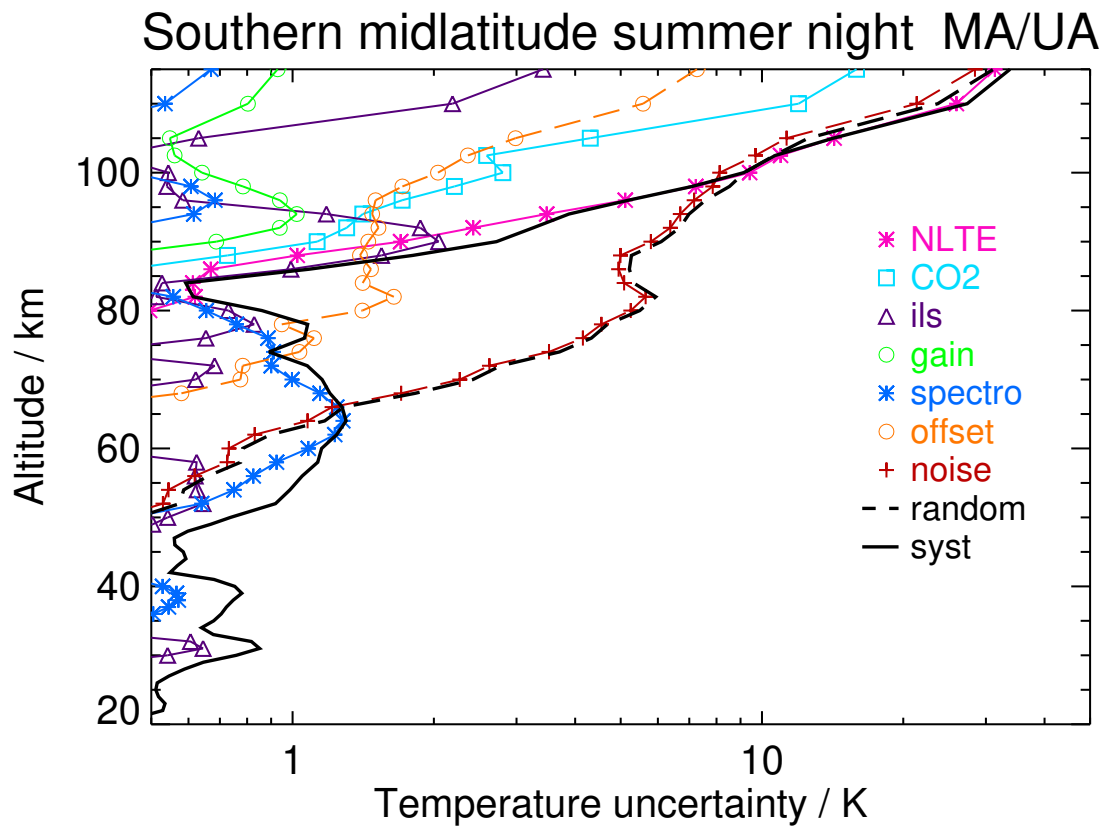 Southern midlatitude summer night MA/UA
Altitude / km
100
80
60
40
20
NLTE
CO2
ils
gain
spectro
offset
noise
random
syst
1
10
Temperature uncertainty / K